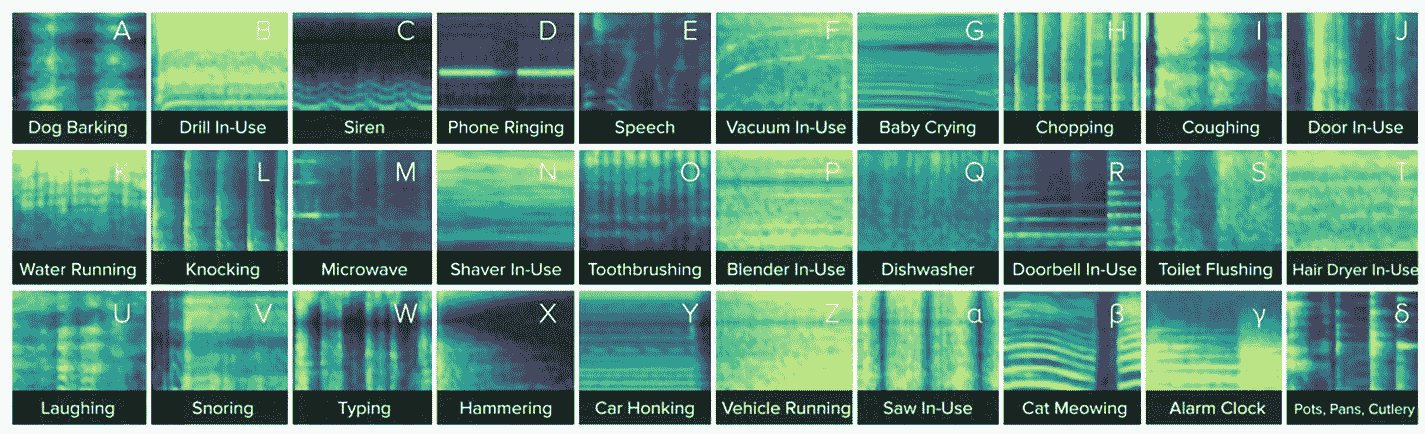 A B C D E F G H I J
Dog Barking Drill In-Use Siren Phone Ringing Speech Vacuum In-Use Baby Crying Chopping Coughing Door In-Use
K L M N O P Q R S T
Water Running Knocking Microwave Shaver In-Use Toothbrushing Blender In-Use Dishwasher Doorbell In-Use Toilet Flushing Hair Dryer In-Use
U V W X Y Z α β γ δ
Laughing Snoring Typing Hammering Car Honking Vehicle Running Saw In-Use Cat Meowing Alarm Clock Pots, Pans, Cutlery